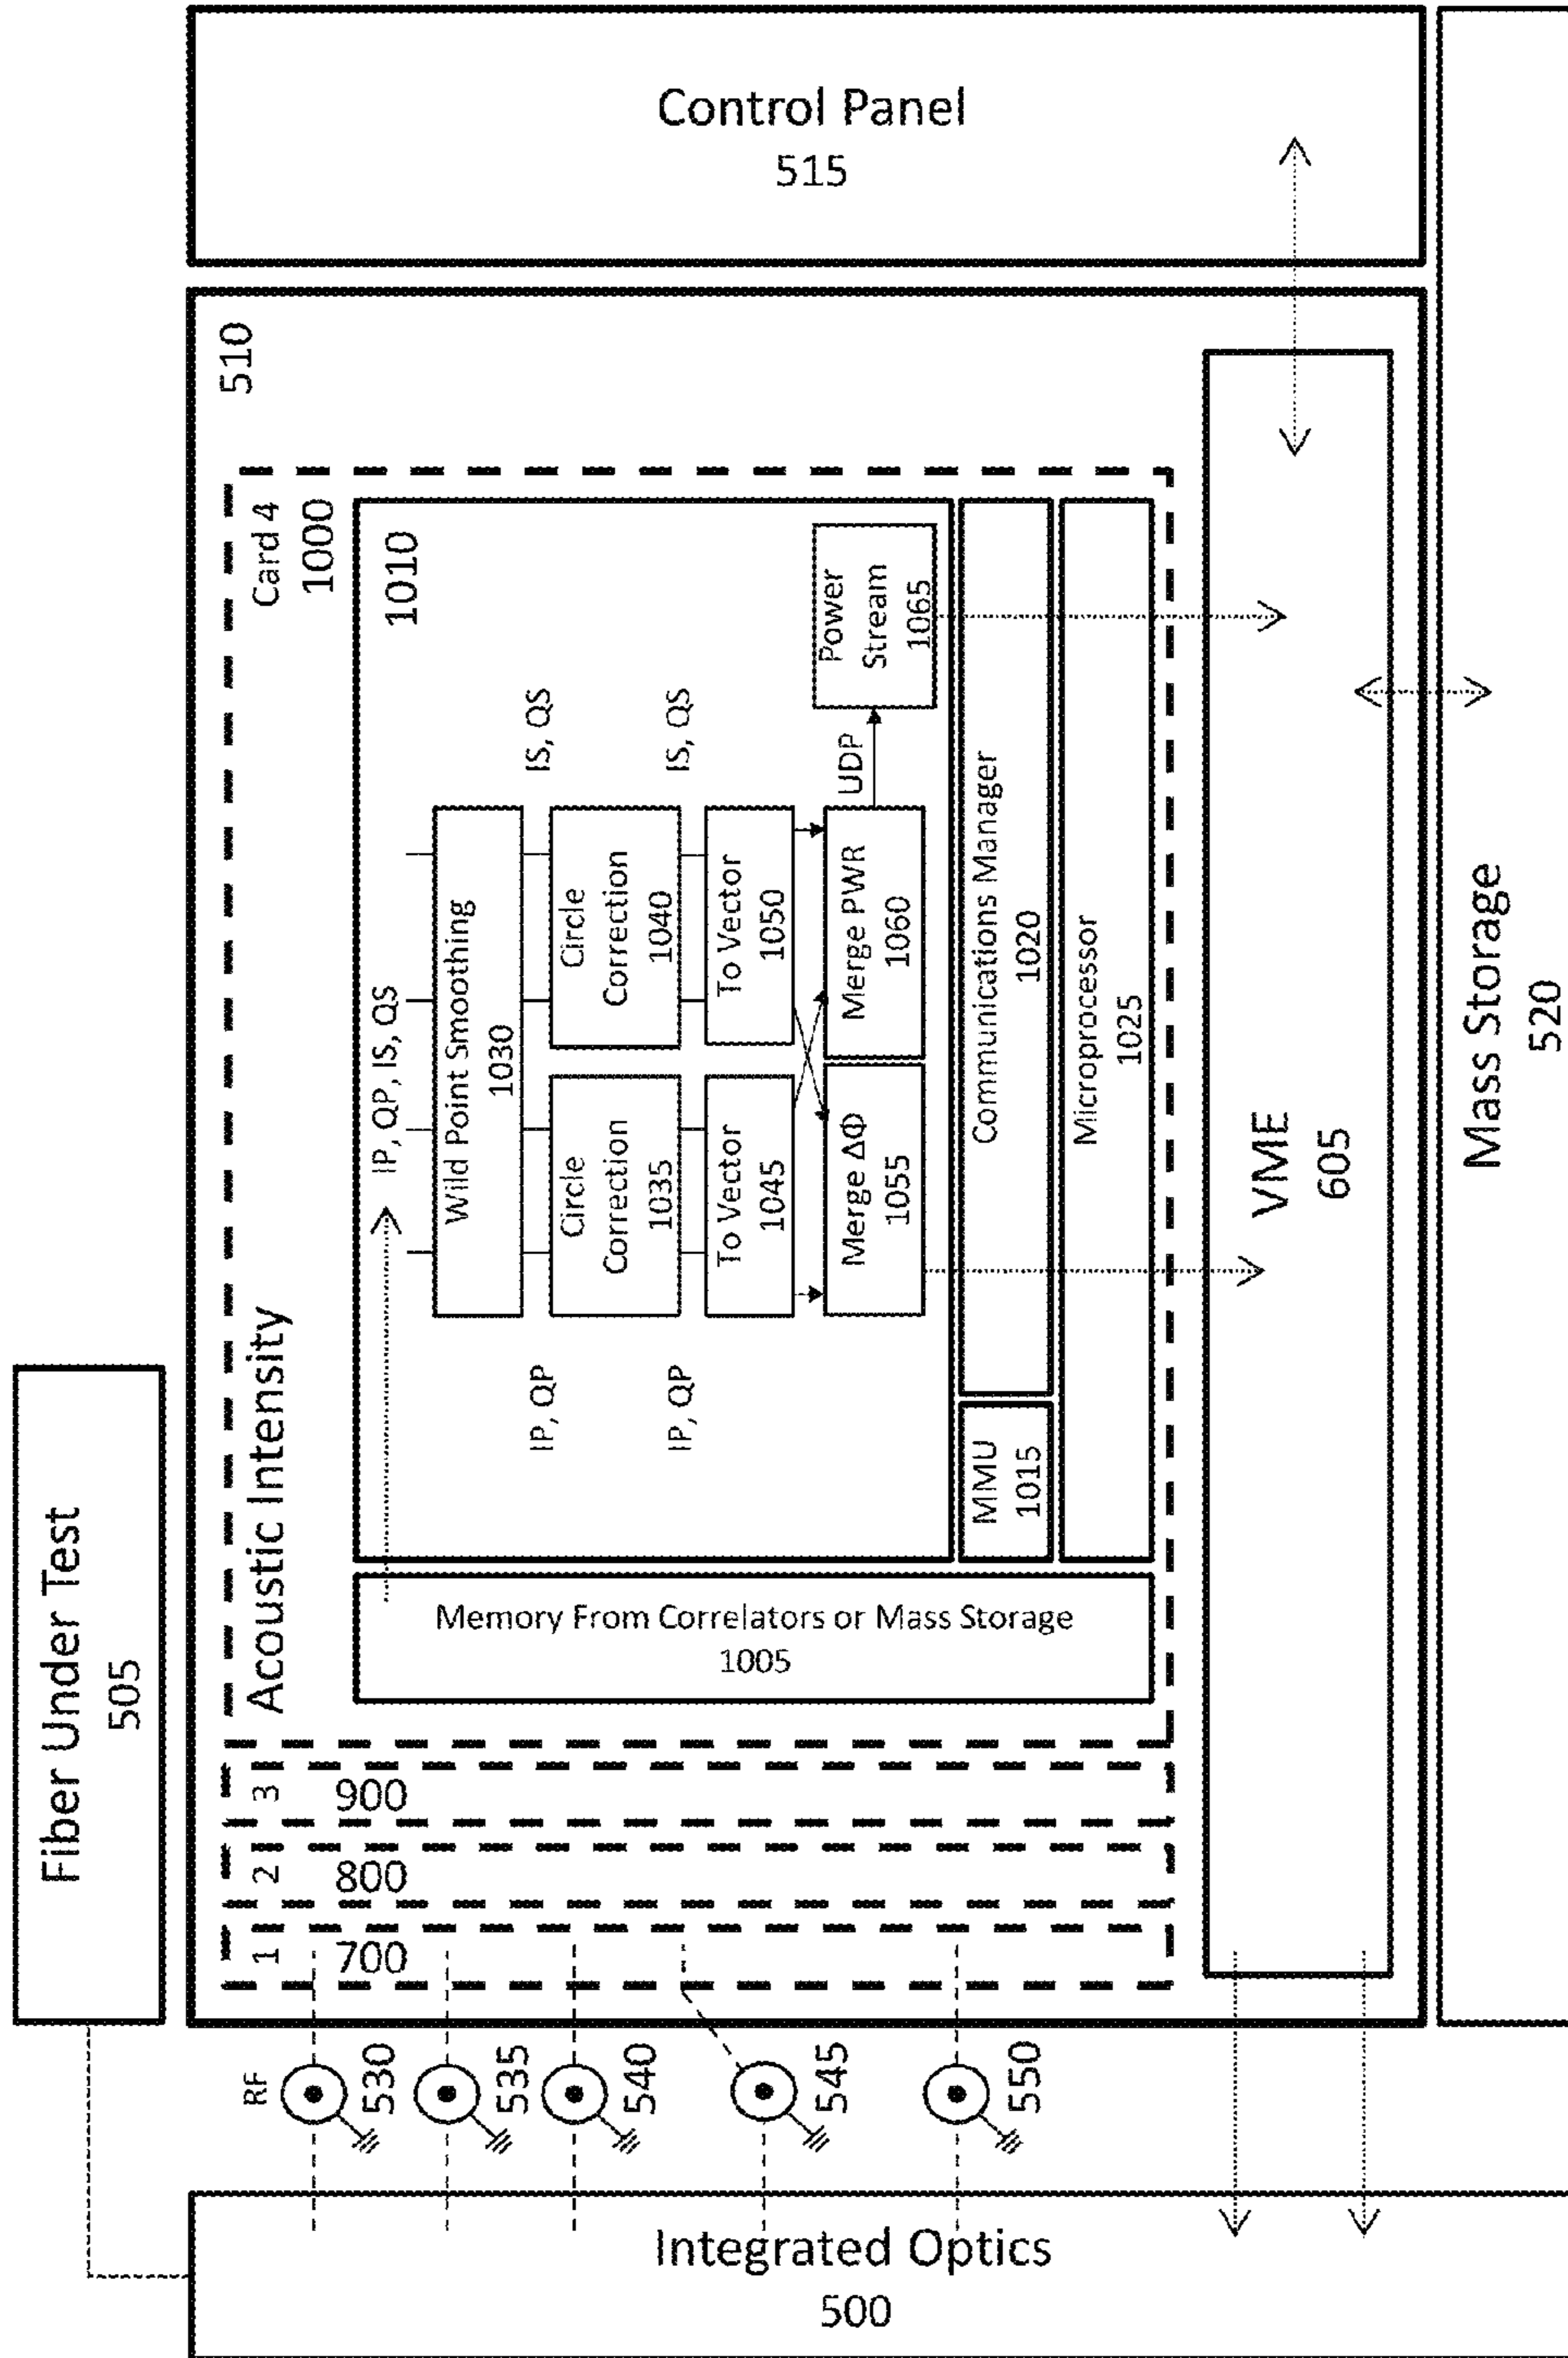 Fiber Under Test
505
Integrated Optics
500
RF
530
535
540
545
550
510
1
700
2
800
3
900
Acoustic Intensity
Card 4
1000
Memory From Correlators or Mass Storage
1005
1010
IP, QP, IS, QS
Wild Point Smoothing
1030
IP, QP
IS, QS
Circle
Correction
1035
Circle
Correction
1040
IP, QP
IS, QS
To Vector
1045
To Vector
1050
Merge ΔΦ
1055
Merge PWR
1060
UDP
Power
Stream
1065
MMU
1015
Communications Manager
1020
Microprocessor
1025
VME
605
Control Panel
515
Mass Storage
520